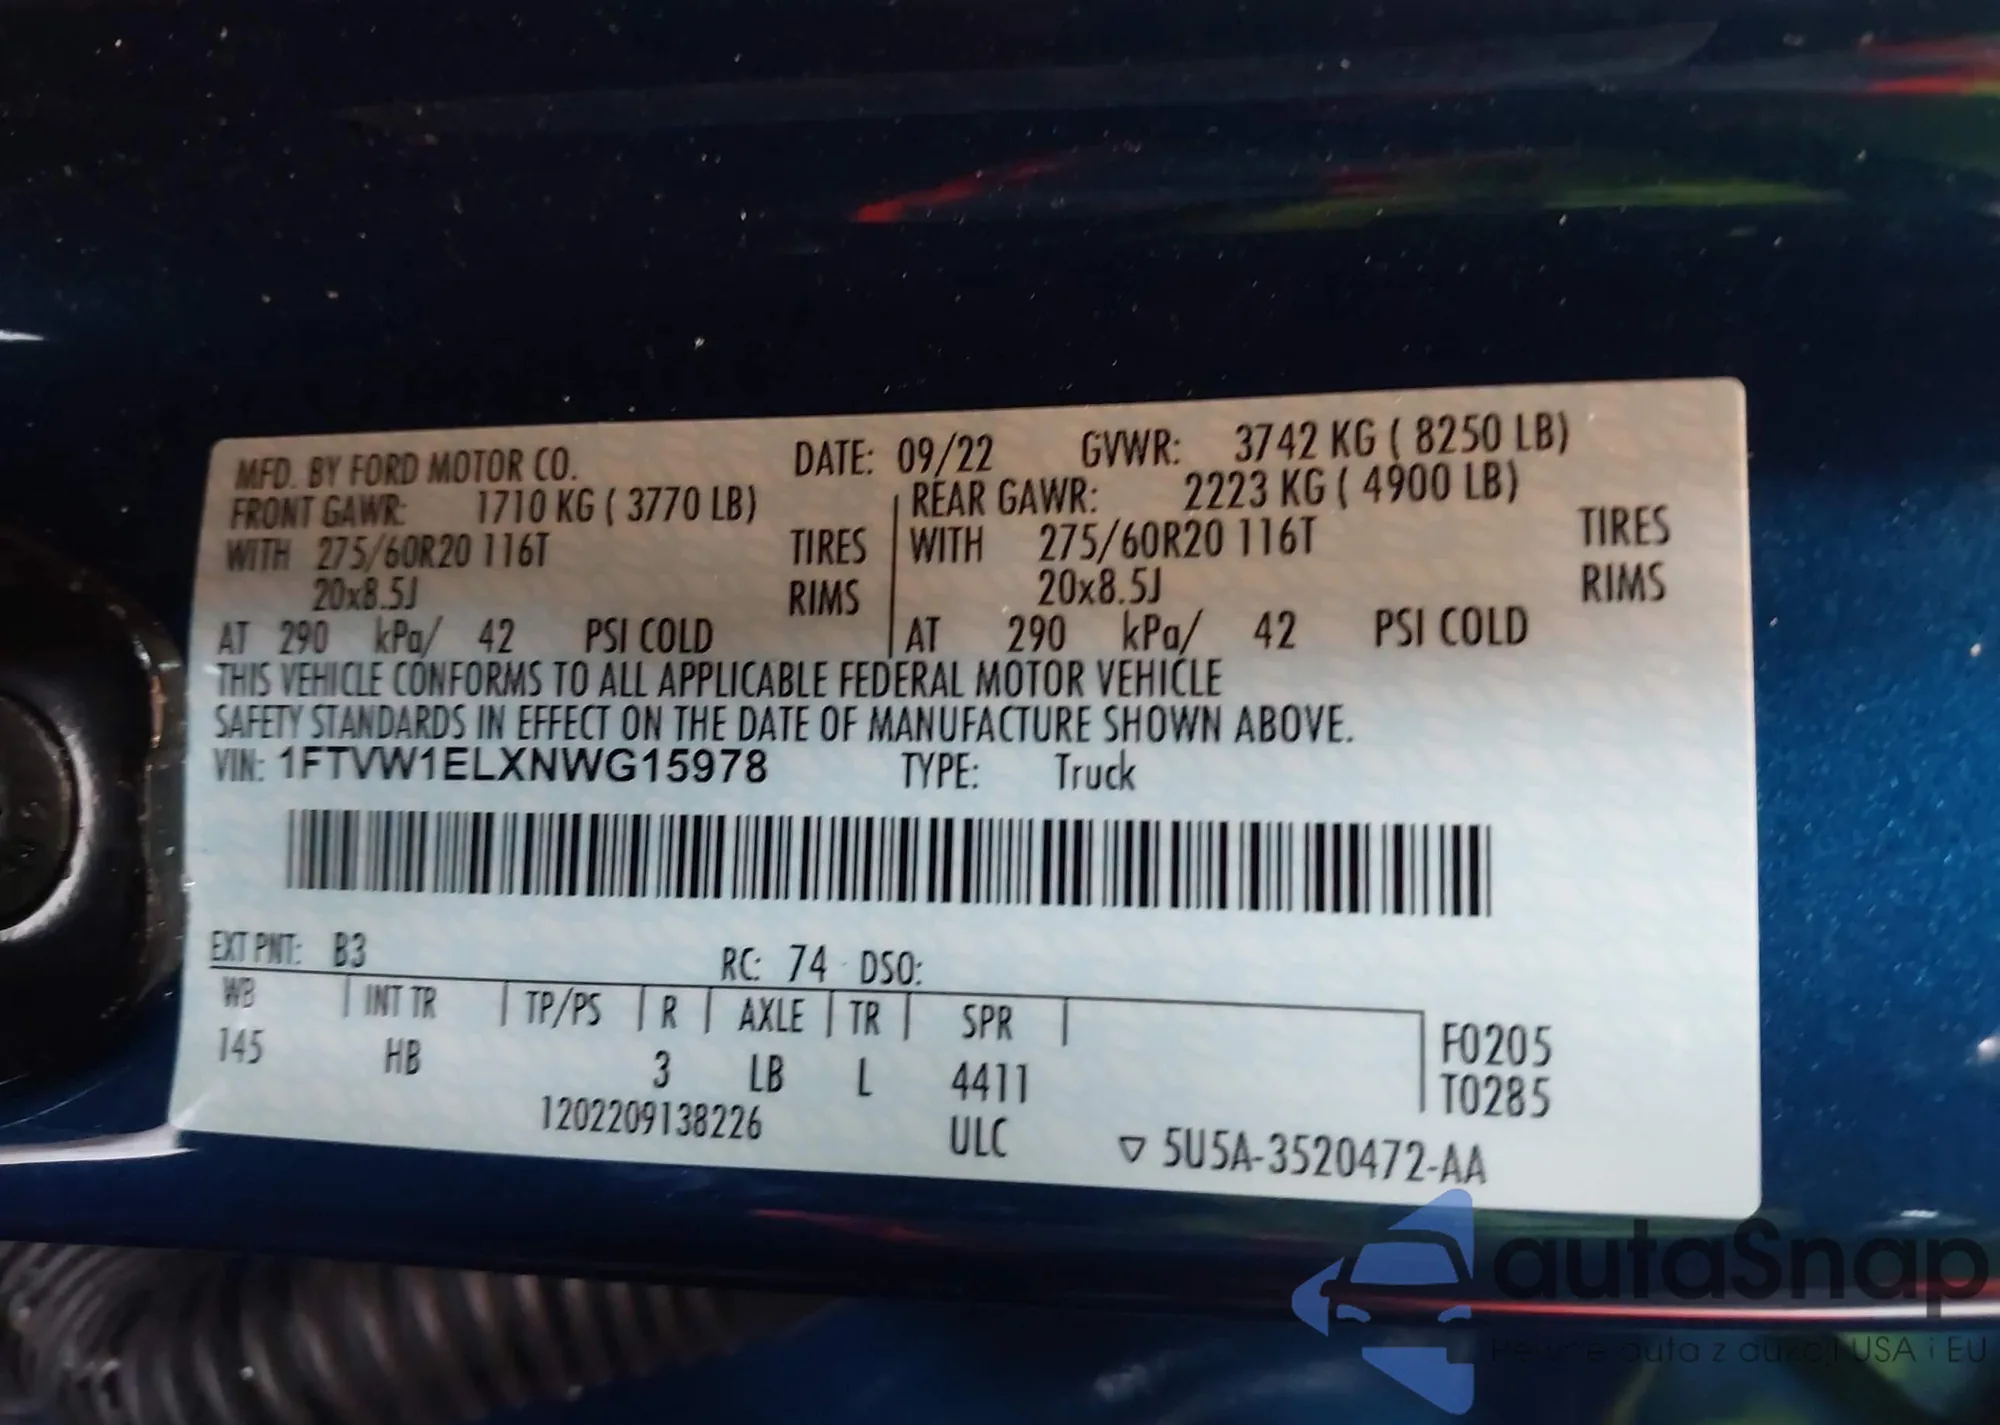 MFD. BY FORD MOTOR CO. DATE: 09/22 GVWR: 3742 KG ( 8250 LB)
FRONT GAWR: 1710 KG ( 3770 LB) REAR GAWR: 2223 KG ( 4900 LB)
WITH 275/60R20 116T TIRES WITH 275/60R20 116T TIRES
20x8.5J RIMS 20x8.5J RIMS
AT 290 kPa/ 42 PSI COLD AT 290 kPa/ 42 PSI COLD
THIS VEHICLE CONFORMS TO ALL APPLICABLE FEDERAL MOTOR VEHICLE
SAFETY STANDARDS IN EFFECT ON THE DATE OF MANUFACTURE SHOWN ABOVE.
VIN: 1FTVW1ELXNWG15978 TYPE: Truck
EXT PNT: B3 RC: 74 DSO:
WB INT TR TP/PS R AXLE TR SPR
145 HB 3 LB L 4411
F0205
T0285
1202209138226 ULC ▽ 5U5A-3520472-AA
autaSnap
auta z aukcji USA i EU